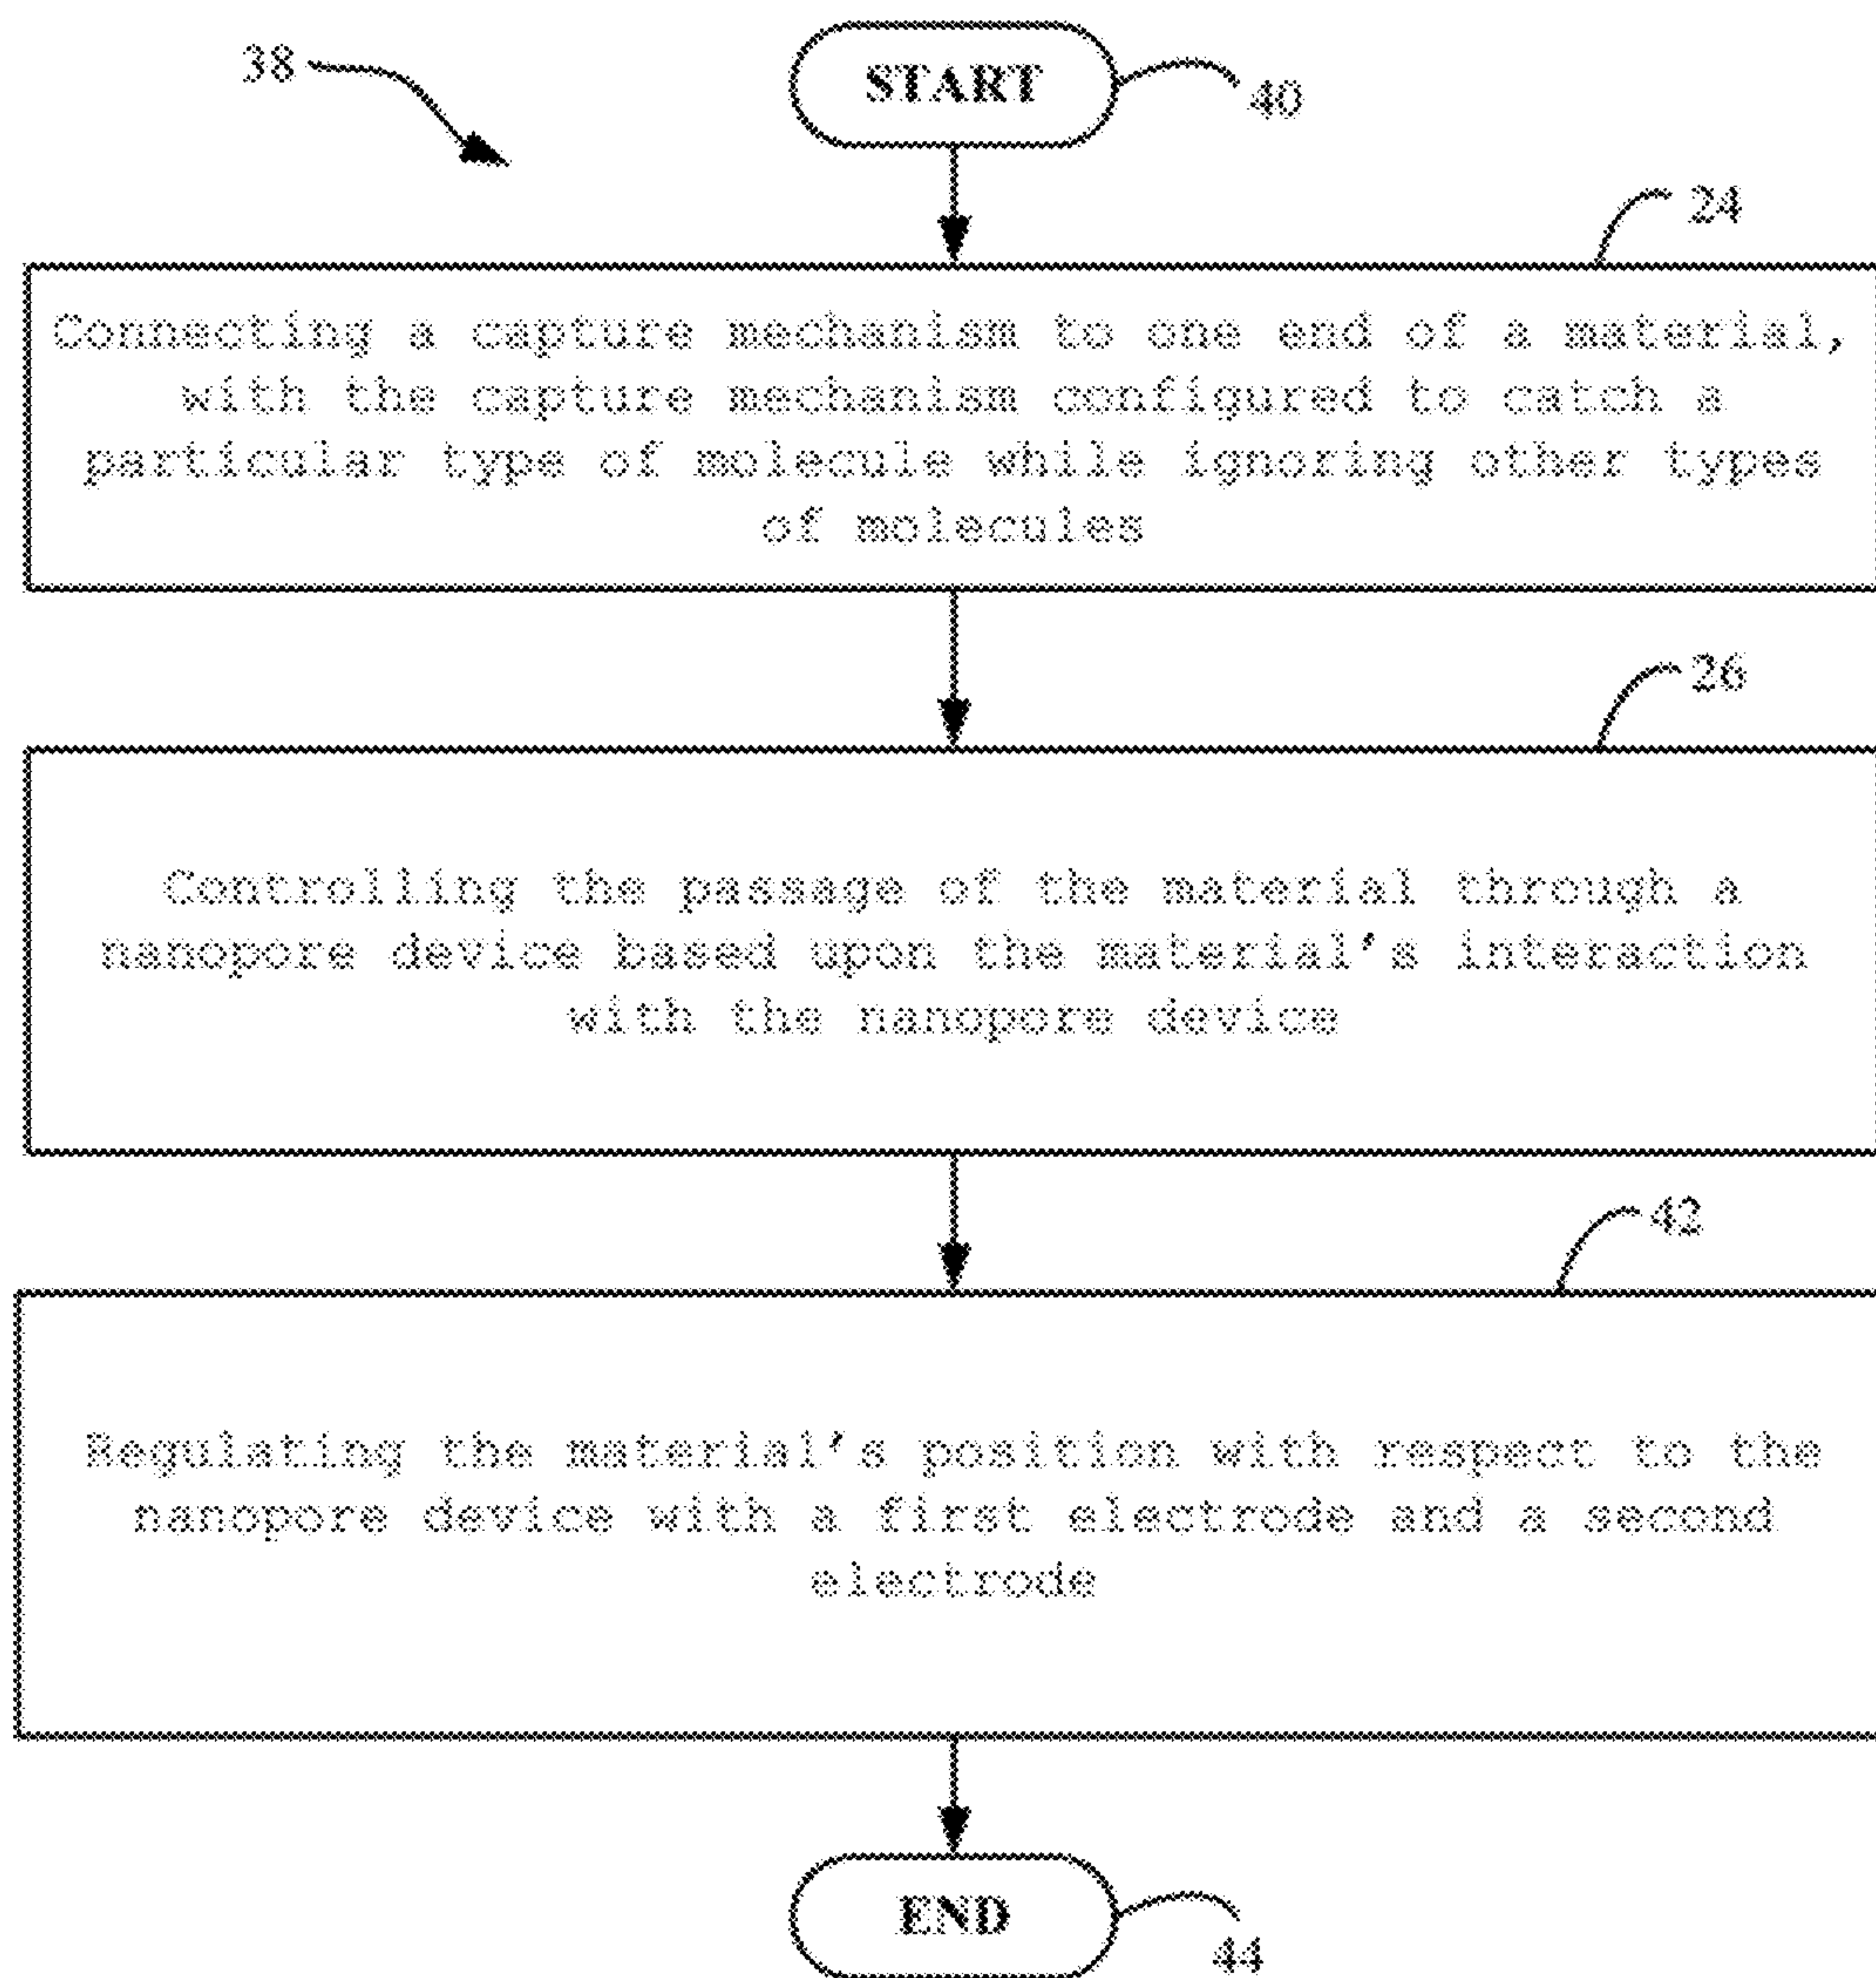 38
START
40
24
Connecting a capture mechanism to one end of a material,
with the capture mechanism configured to catch a
particular type of molecule while ignoring other types
of molecules
26
Controlling the passage of the material through a
nanopore device based upon the material's interaction
with the nanopore device
42
Regulating the material's position with respect to the
nanopore device with a first electrode and a second
electrode
END
44